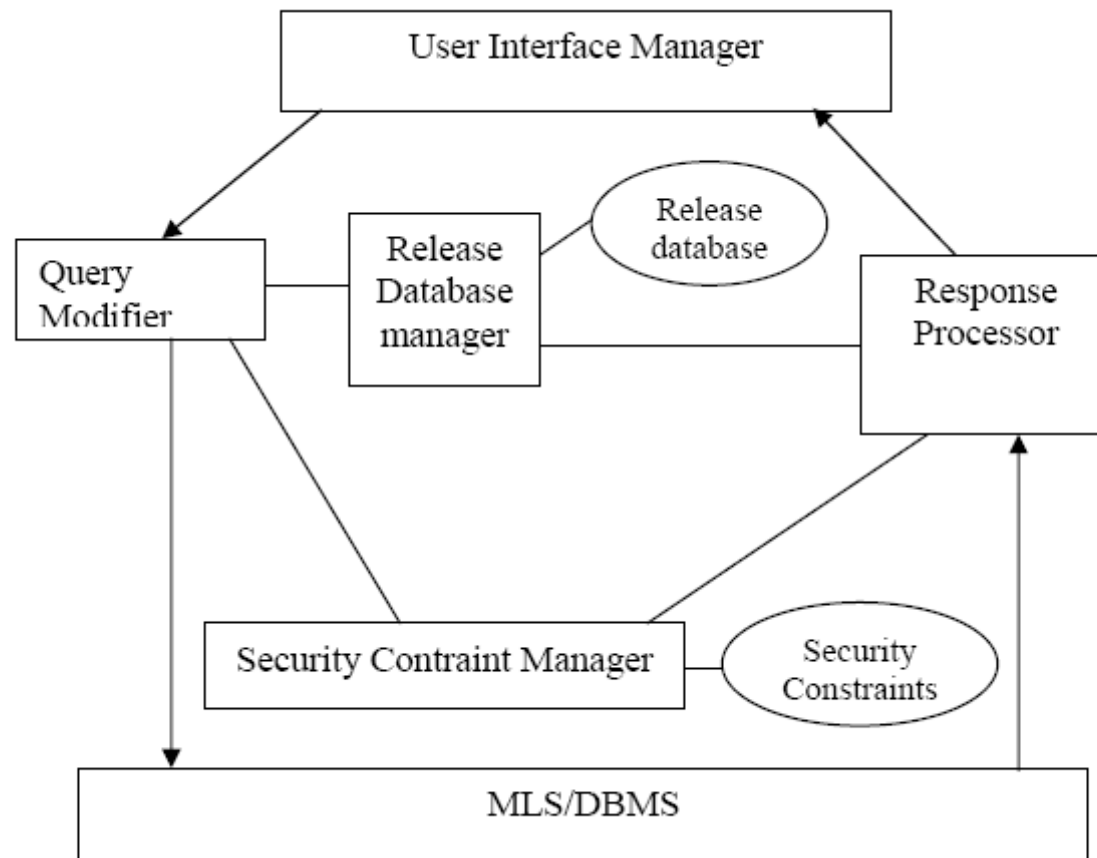 User Interface Manager
Release
database
Query
Modifier
Release
Database
manager
Response
Processor
Security Contraint Manager
Security
Constraints
MLS/DBMS